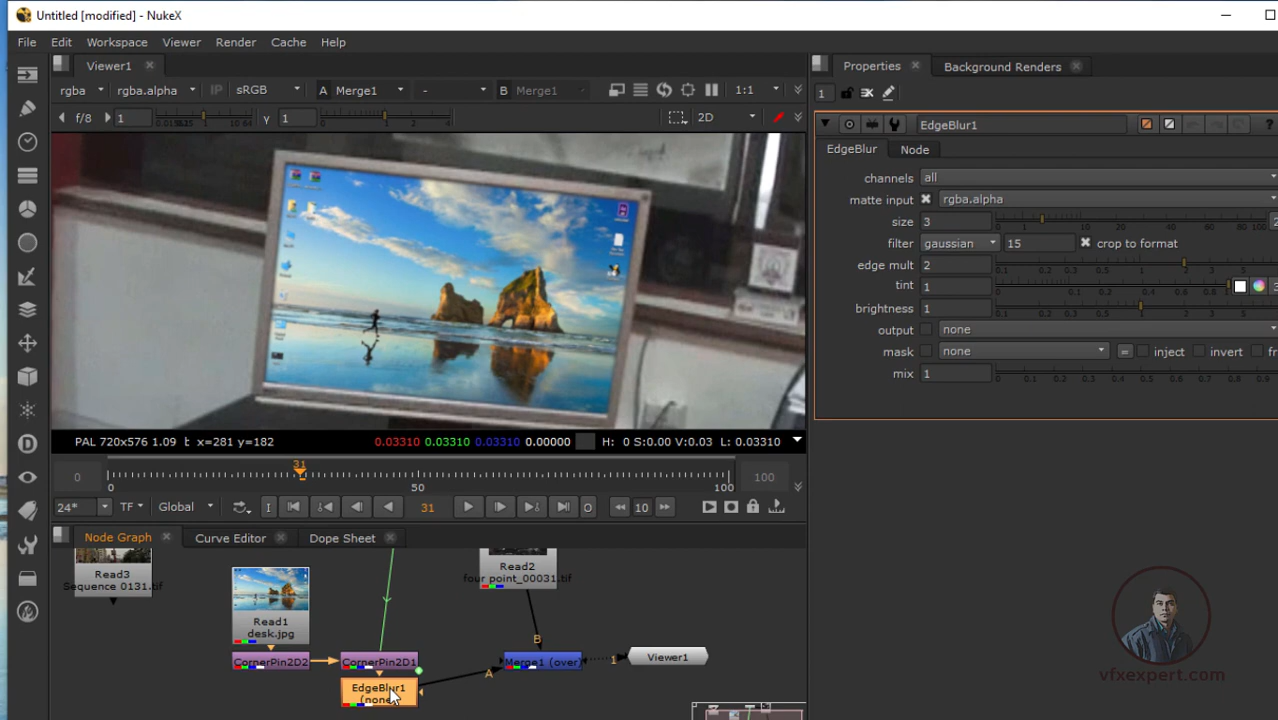 Untitled [modified] - NukeX
File Edit Workspace Viewer Render Cache Help
Viewer1
Properties
Background Renders
rgba rgba.alpha IP sRGB A Merge1 - B Merge1 1:1
1
f/8 1 Y 1 2D
EdgeBlur1 ?
EdgeBlur Node
channels all
matte input rgba.alpha
size 3
filter gaussian 15 crop to format
edge mult 2
tint 1
brightness 1
output none
mask none = inject invert fr
mix 1
PAL 720x576 1.09 t x=281 y=182 0.03310 0.03310 0.03310 0.00000 H: 0 S:0.00 V:0.03 L: 0.03310
31
0 0 50 100 100
24* TF Global I 31 O 10
Node Graph Curve Editor Dope Sheet
Read3
Sequence 0131.tif
Read1
desk.jpg
Read2
four point_00031.tif
B
CornerPin2D2 CornerPin2D1 Merge1 (over) 1 Viewer1
A
EdgeBlur1
(none
vfxexpert.com